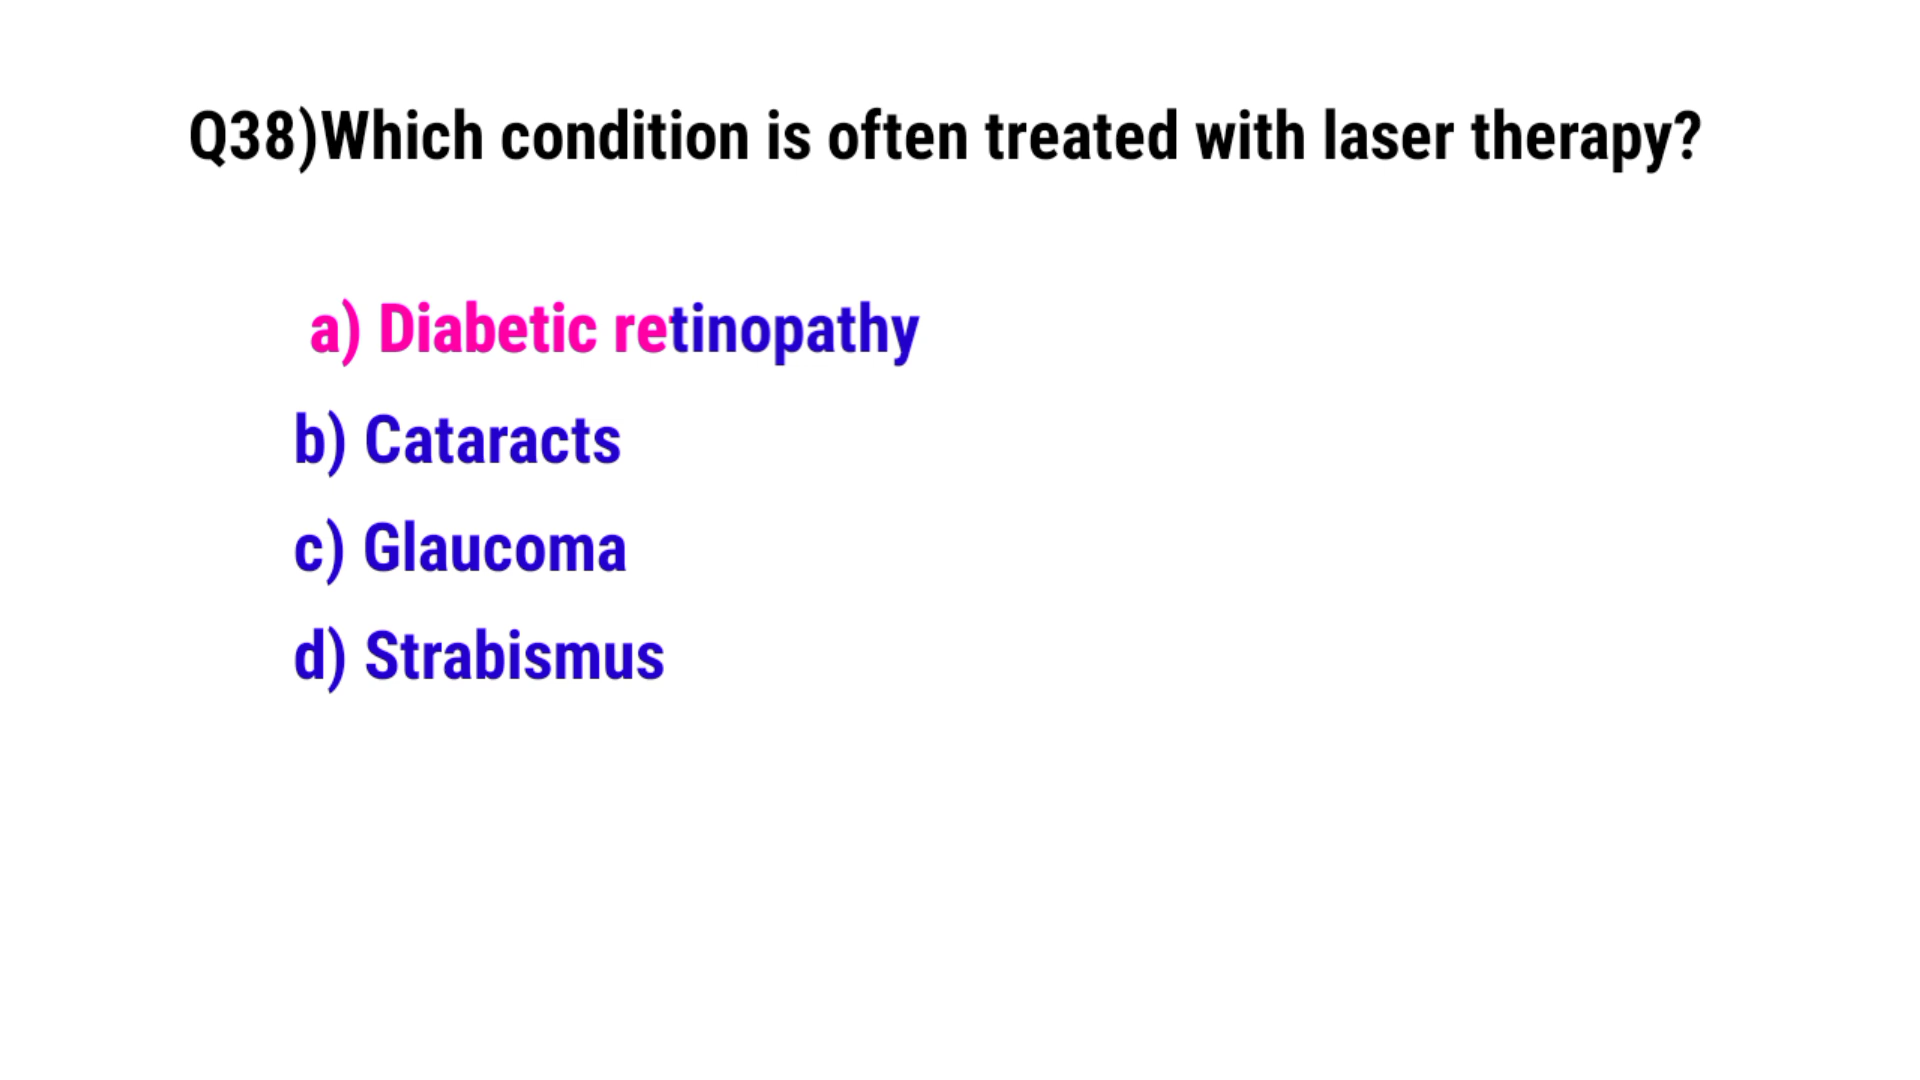 Q38)Which condition is often treated with laser therapy?
a) Diabetic retinopathy
b) Cataracts
c) Glaucoma
d) Strabismus